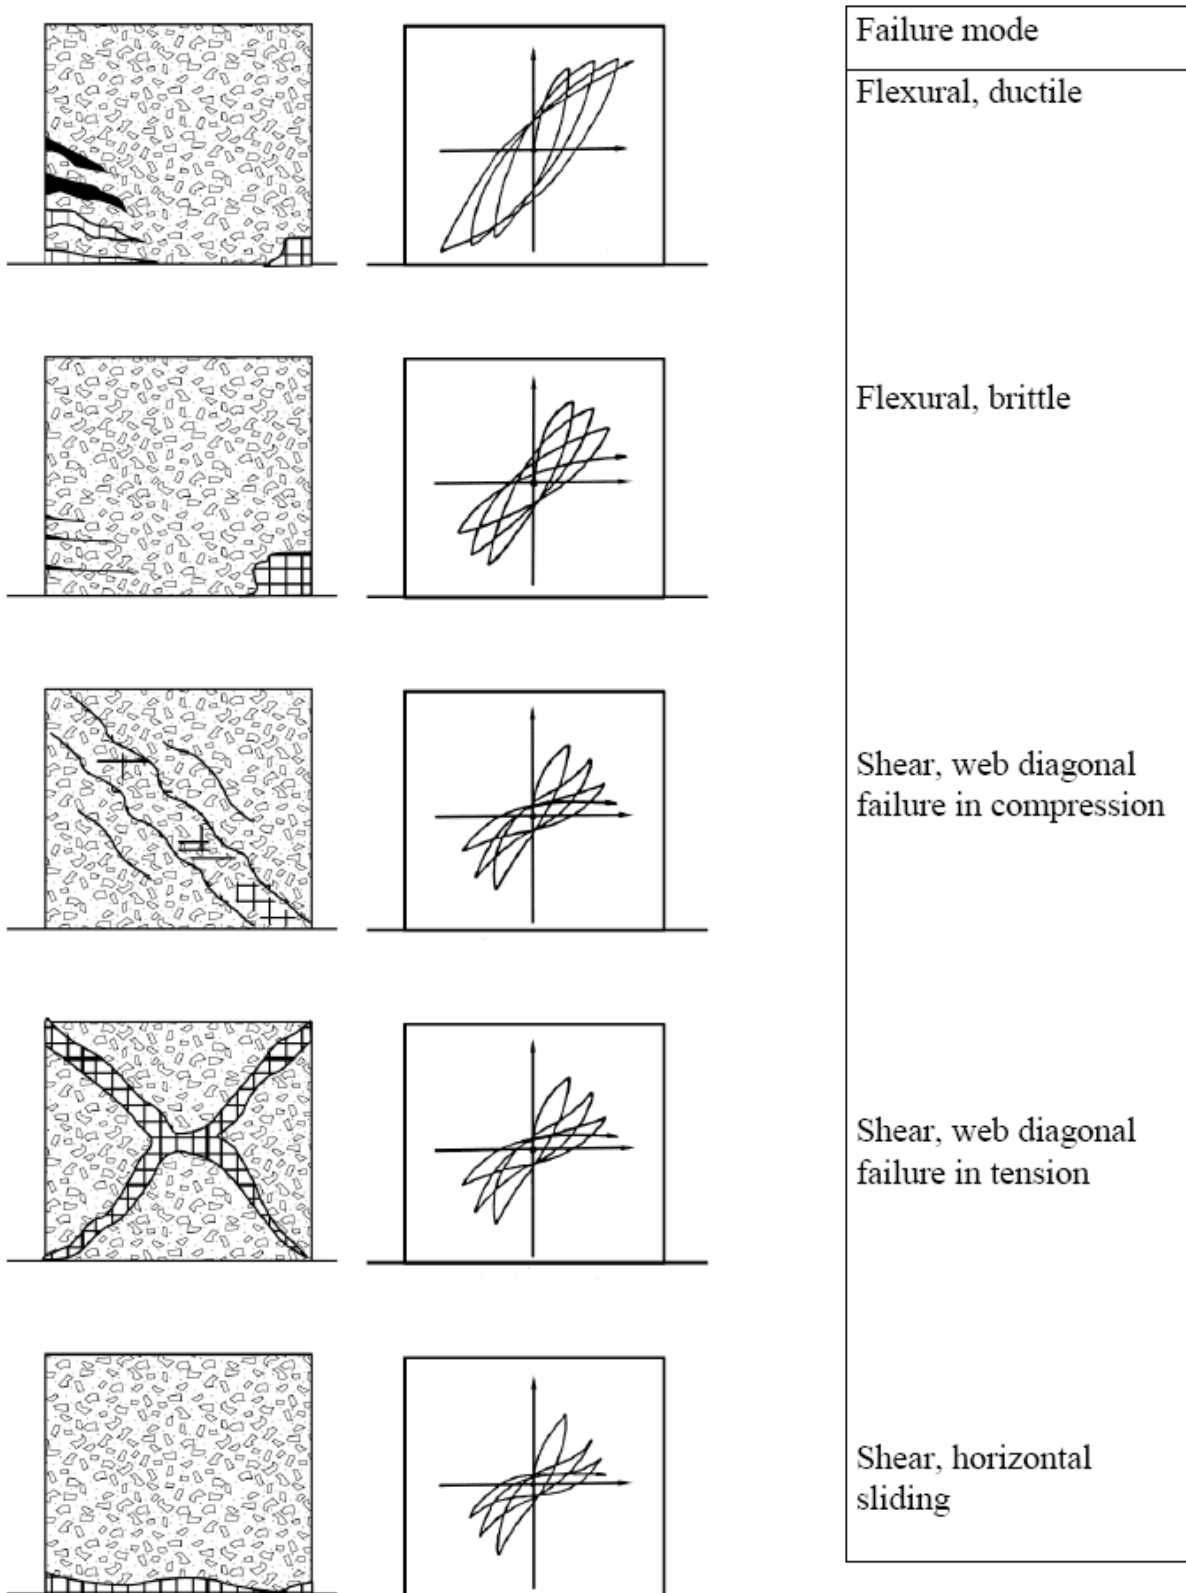 Failure mode
Flexural, ductile
Flexural, brittle
Shear, web diagonal
failure in compression
Shear, web diagonal
failure in tension
Shear, horizontal
sliding